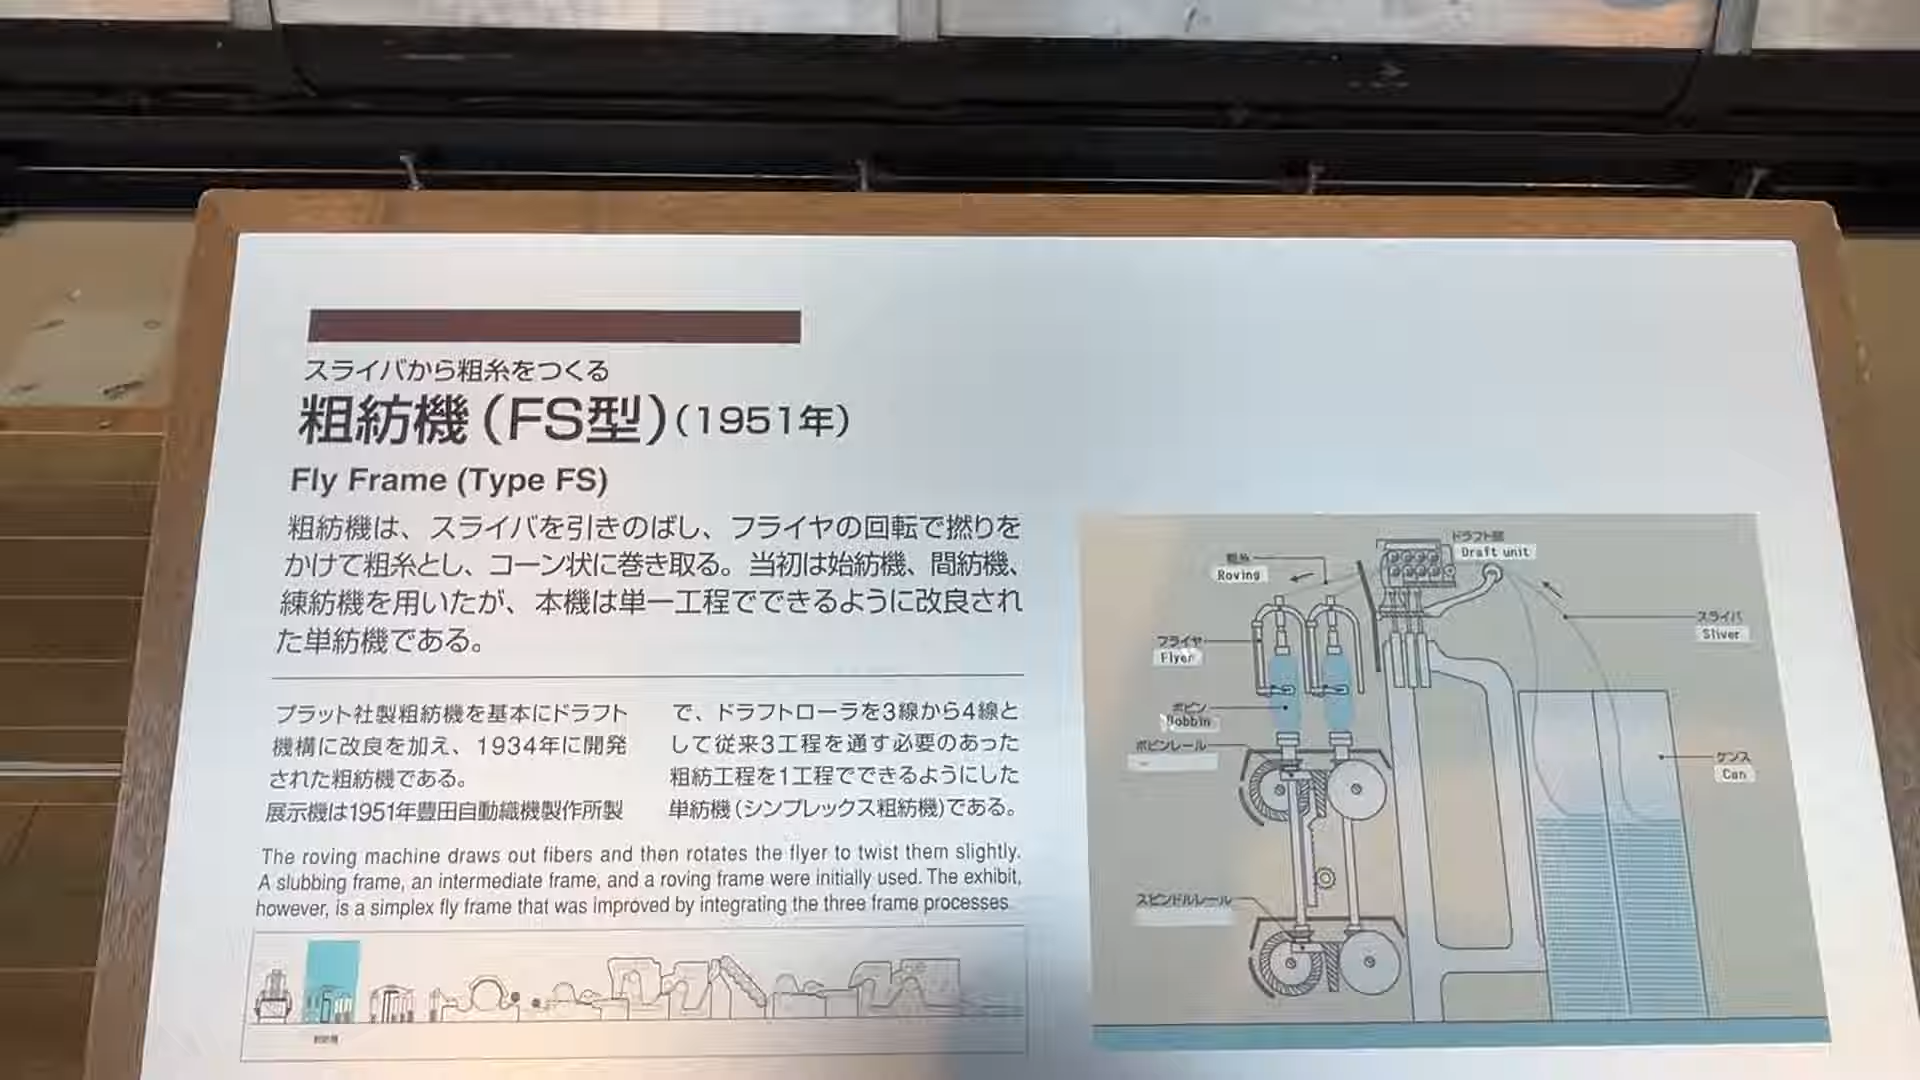 スライバから粗糸をつくる
粗紡機(FS型)(1951年)
Fly Frame (Type FS)
粗紡機は、スライバを引きのばし、フライヤの回転で撚りを
かけて粗糸とし、コーン状に巻き取る。当初は始紡機、間紡機、
練紡機を用いたが、本機は単一工程でできるように改良され
た単紡機である。
プラット社製粗紡機を基本にドラフト
機構に改良を加え、1934年に開発
された粗紡機である。
展示機は1951年豊田自動織機製作所製
で、ドラフトローラを3線から4線と
して従来3工程を通す必要のあった
粗紡工程を1工程でできるようにした
単紡機(シンプレックス粗紡機)である。
The roving machine draws out fibers and then rotates the flyer to twist them slightly.
A slubbing frame, an intermediate frame, and a roving frame were initially used. The exhibit,
however, is a simplex fly frame that was improved by integrating the three frame processes.
粗紡機
ドラフト部
Draft unit
粗糸
Roving
スライバ
Sliver
フライヤ
Flyer
ボビン
Bobbin
ボビンレール
ケンス
Can
スピンドルレール